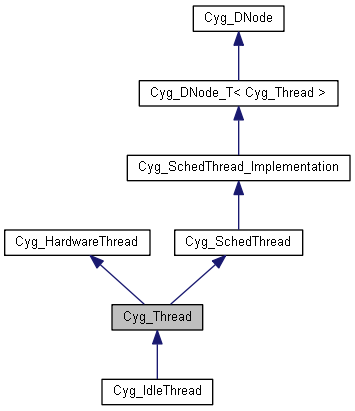 Cyg_DNode
Cyg_DNode_T< Cyg_Thread >
Cyg_SchedThread_Implementation
Cyg_HardwareThread
Cyg_SchedThread
Cyg_Thread
Cyg_IdleThread